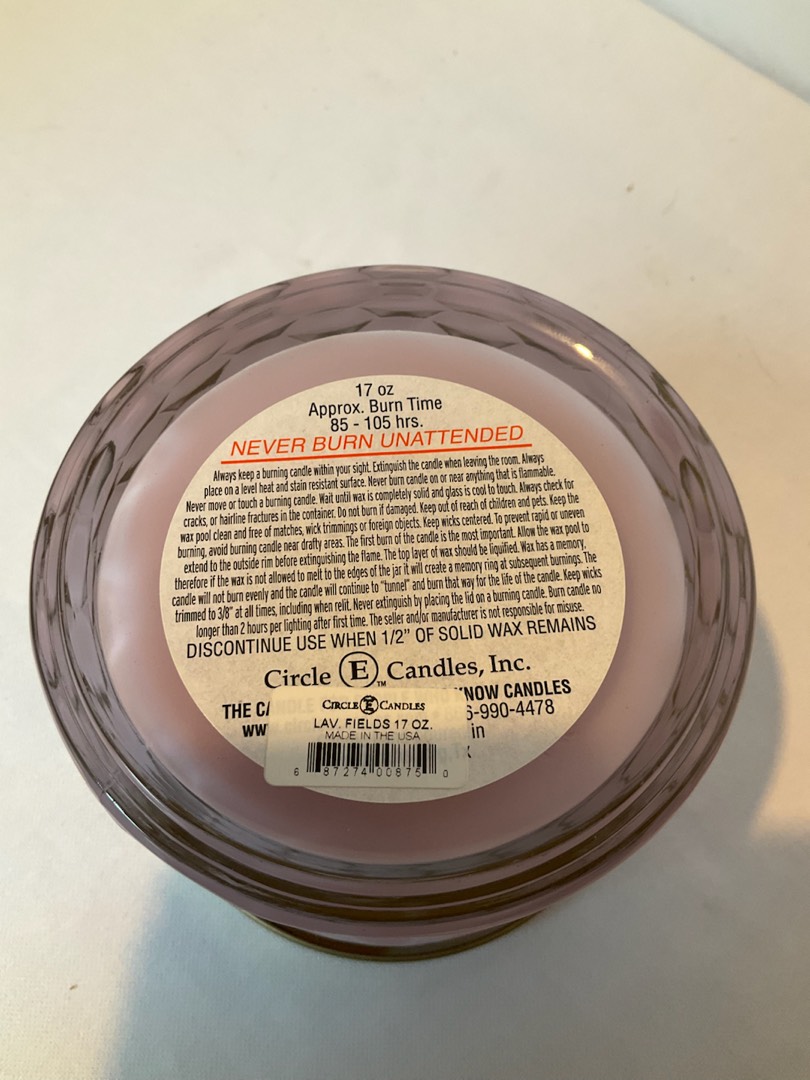 17 oz
Approx. Burn Time
85 - 105 hrs.
NEVER BURN UNATTENDED
Always keep a burning candle within your sight. Extinguish the candle when leaving the room. Always
place on a level heat and stain resistant surface. Never burn candle on or near anything that is flammable.
Never move or touch a burning candle. Wait until wax is completely solid and glass is cool to touch. Always check for
cracks, or hairline fractures in the container. Do not burn if damaged. Keep out of reach of children and pets. Keep the
wax pool clean and free of matches, wick trimmings or foreign objects. Keep wicks centered. To prevent rapid or uneven
burning, avoid burning candle near drafty areas. The first burn of the candle is the most important. Allow the wax pool to
extend to the outside rim before extinguishing the flame. The top layer of wax should be liquified. Wax has a memory,
therefore if the wax is not allowed to melt to the edges of the jar it will create a memory ring at subsequent burnings. The
candle will not burn evenly and the candle will continue to "tunnel" and burn that way for the life of the candle. Keep wicks
trimmed to 3/8" at all times, including when relit. Never extinguish by placing the lid on a burning candle. Burn candle no
longer than 2 hours per lighting after first time. The seller and/or manufacturer is not responsible for misuse.
DISCONTINUE USE WHEN 1/2" OF SOLID WAX REMAINS
Circle E Candles, Inc.
THE KNOW CANDLES
6-990-4478
in
CIRCLE E CANDLES
LAV. FIELDS 17 OZ.
MADE IN THE USA
6 87274 00875 0